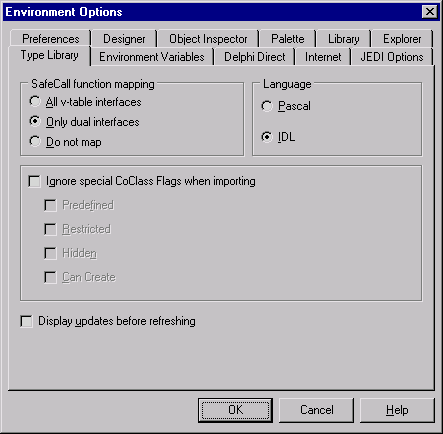 Environment Options
Preferences Designer Object Inspector Palette Library Explorer
Type Library Environment Variables Delphi Direct Internet JEDI Options
SafeCall function mapping
All v-table interfaces
Only dual interfaces
Do not map
Language
Pascal
IDL
Ignore special CoClass Flags when importing
Predefined
Restricted
Hidden
Can Create
Display updates before refreshing
OK Cancel Help